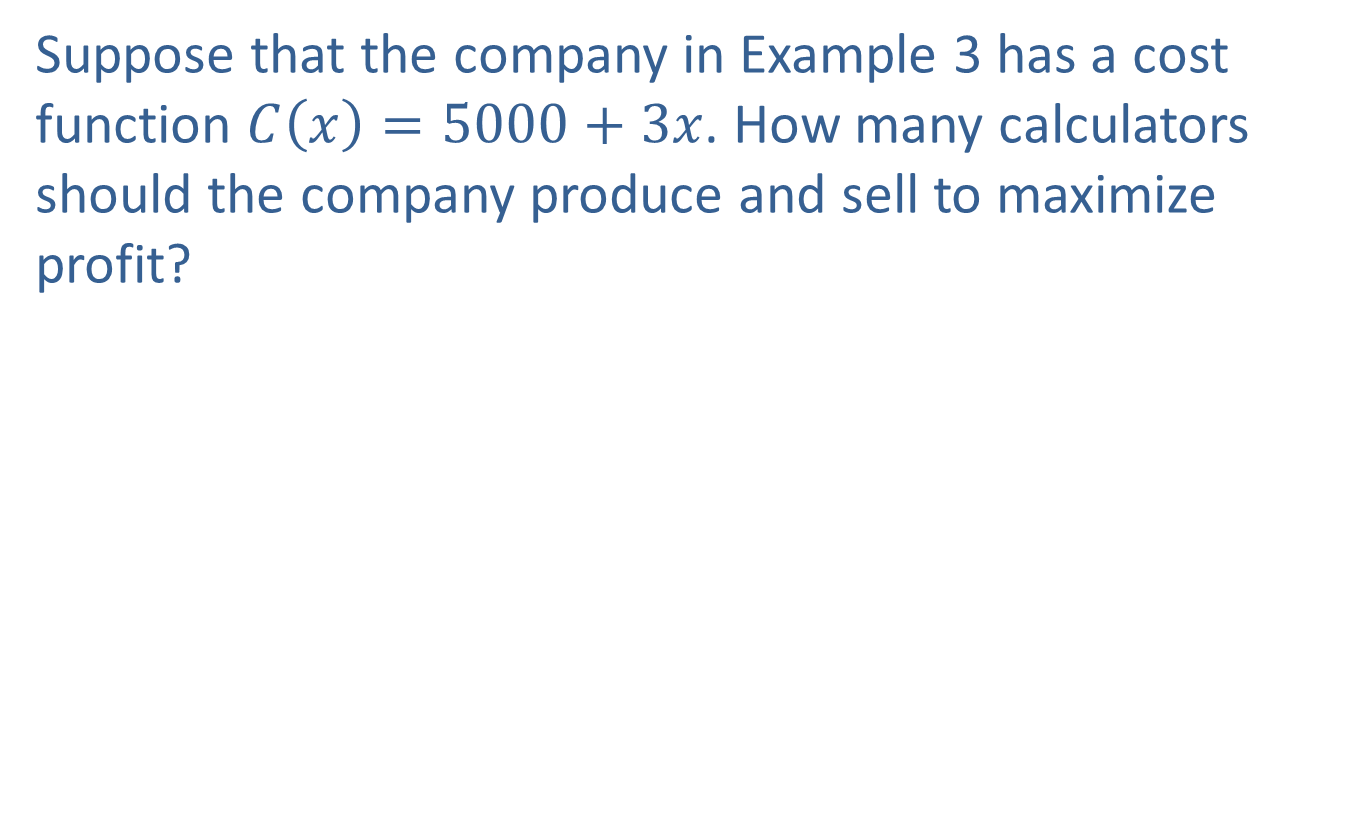 Suppose that the company in Example 3 has a cost
function C(x) = 5000 + 3x. How many calculators
should the company produce and sell to maximize
profit?